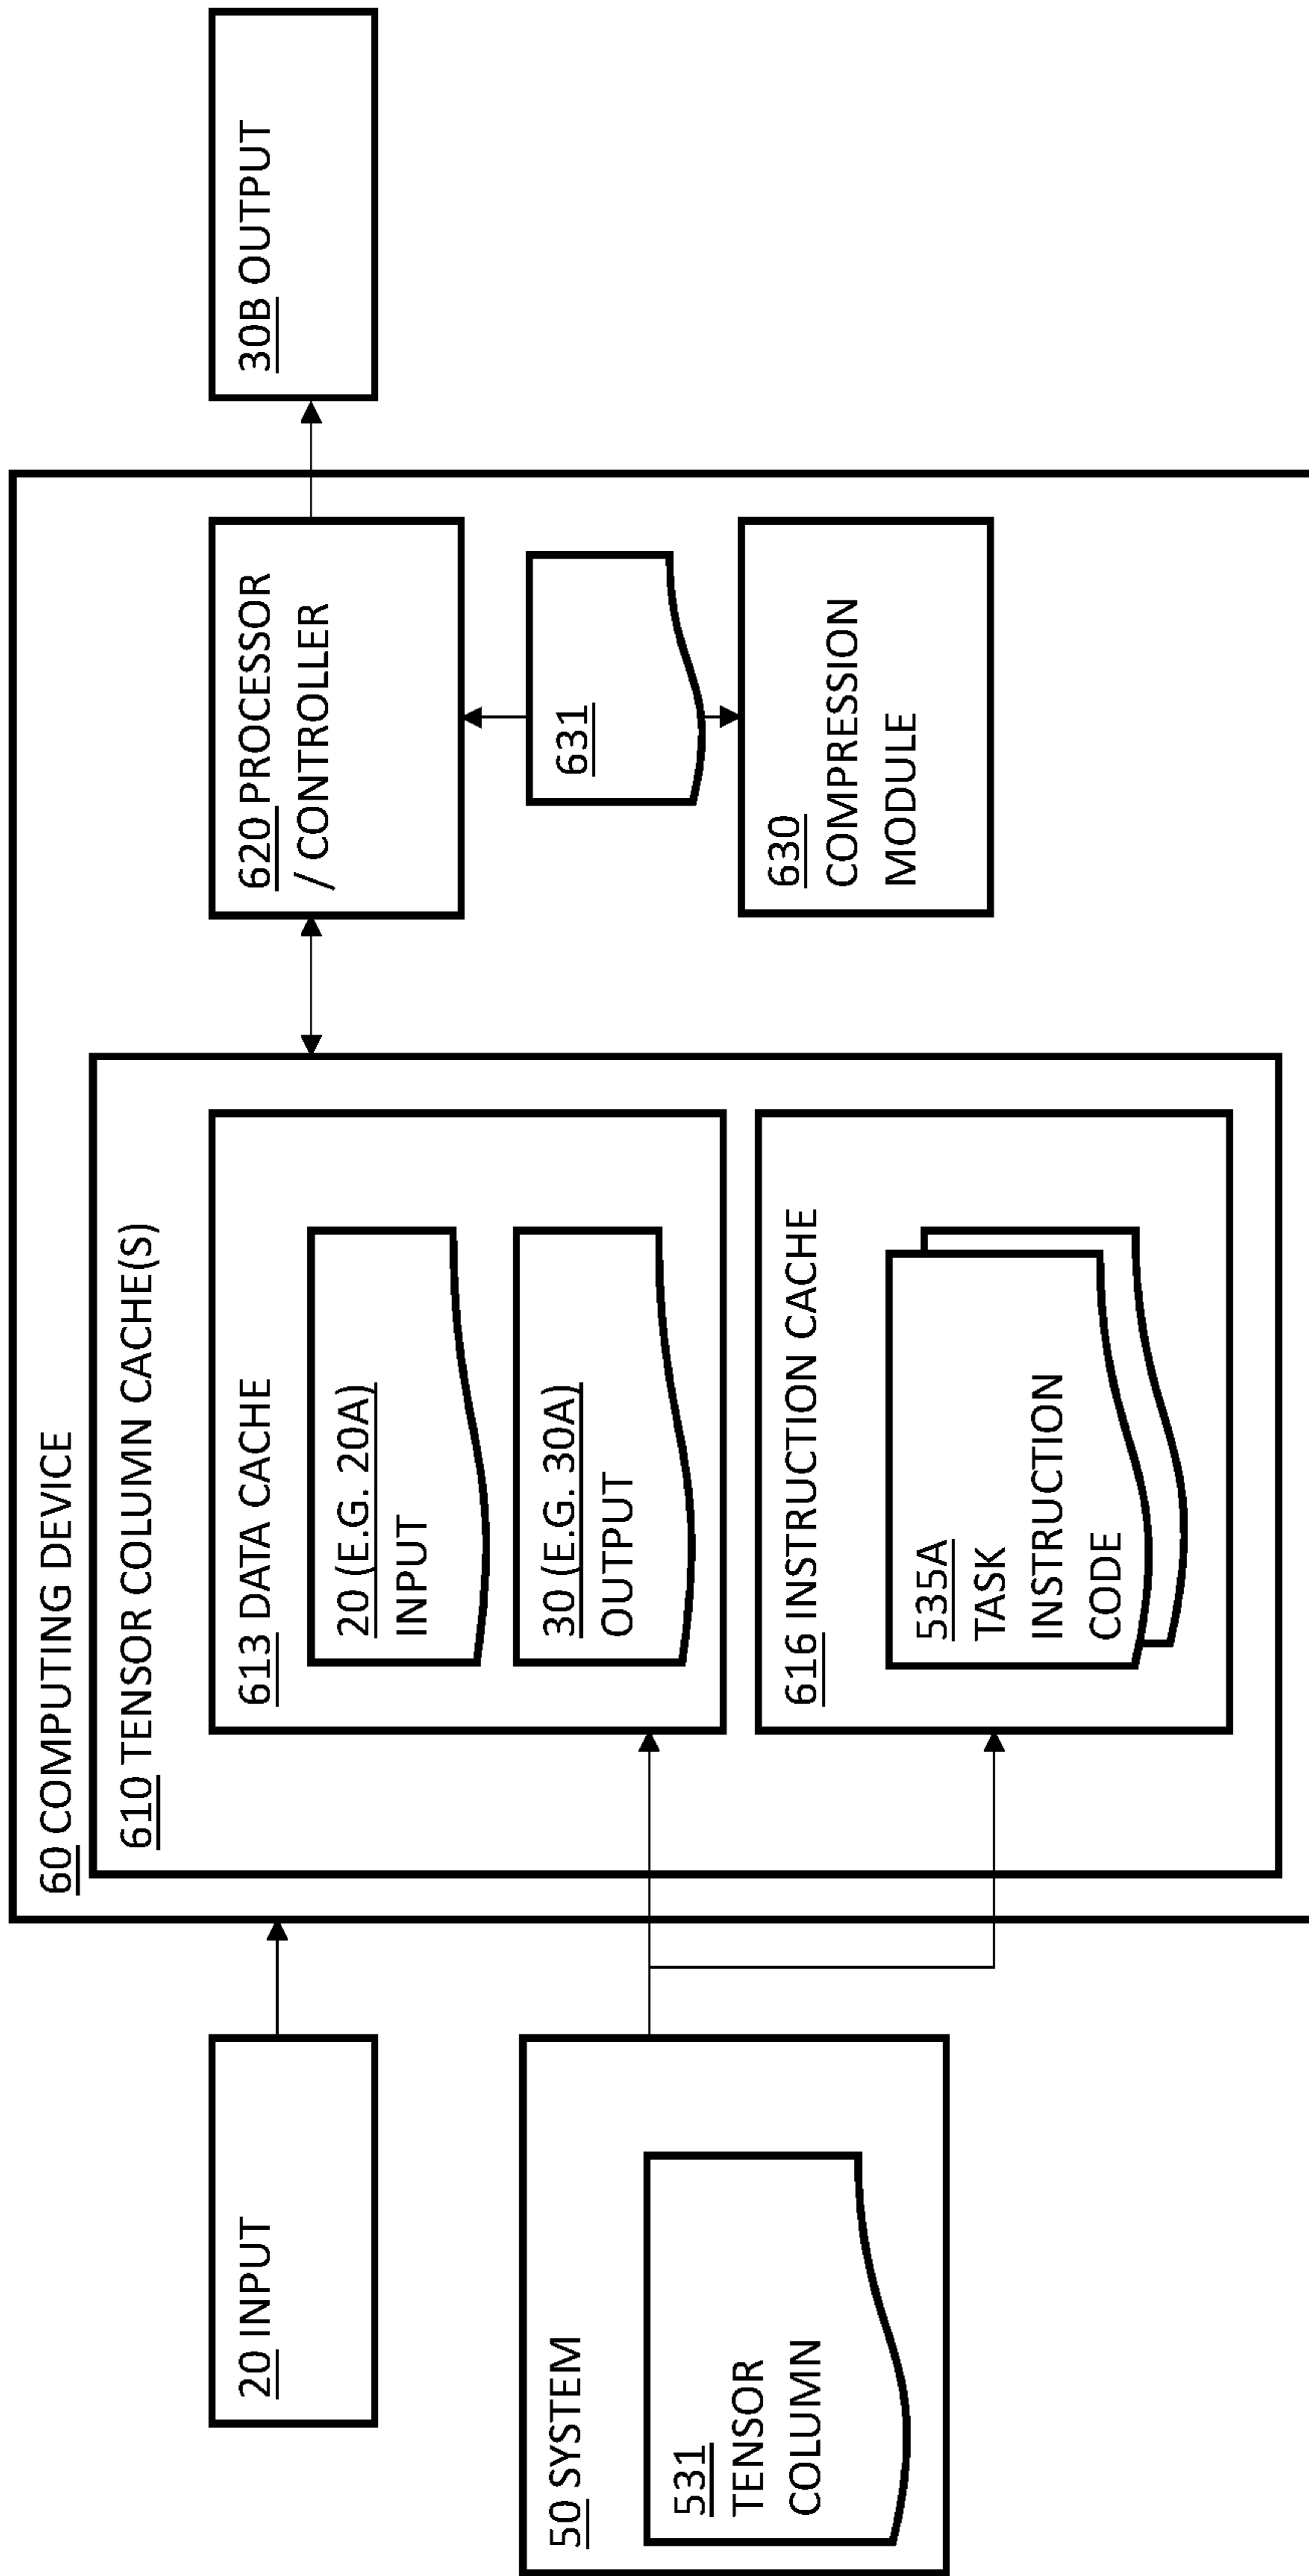 20 INPUT
50 SYSTEM
531
TENSOR
COLUMN
60 COMPUTING DEVICE
610 TENSOR COLUMN CACHE(S)
613 DATA CACHE
20 (E.G. 20A)
INPUT
30 (E.G. 30A)
OUTPUT
616 INSTRUCTION CACHE
535A
TASK
INSTRUCTION
CODE
620 PROCESSOR
/ CONTROLLER
631
630
COMPRESSION
MODULE
30B OUTPUT